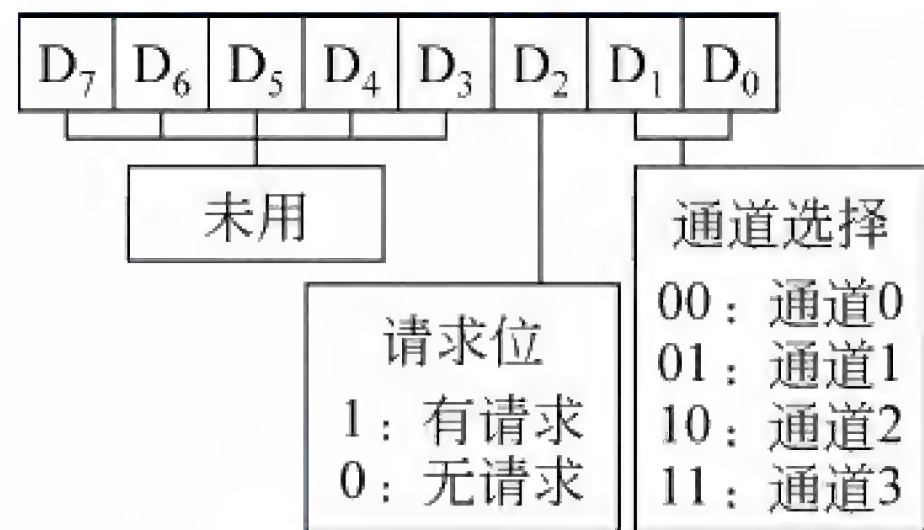 D₇ D₆ D₅ D₄ D₃ D₂ D₁ D₀
未用
请求位
1：有请求
0：无请求
通道选择
00：通道0
01：通道1
10：通道2
11：通道3